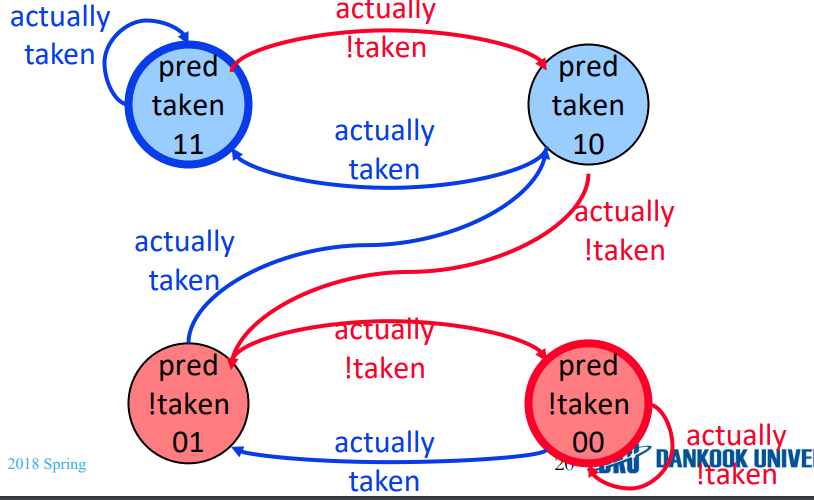 actually
!taken
actually
taken
pred
taken
11
pred
taken
10
actually
taken
actually
!taken
actually
taken
actually
!taken
pred
!taken
01
pred
!taken
00
actually
taken
actually
!taken
2018 Spring
DANKOOK UNIVE